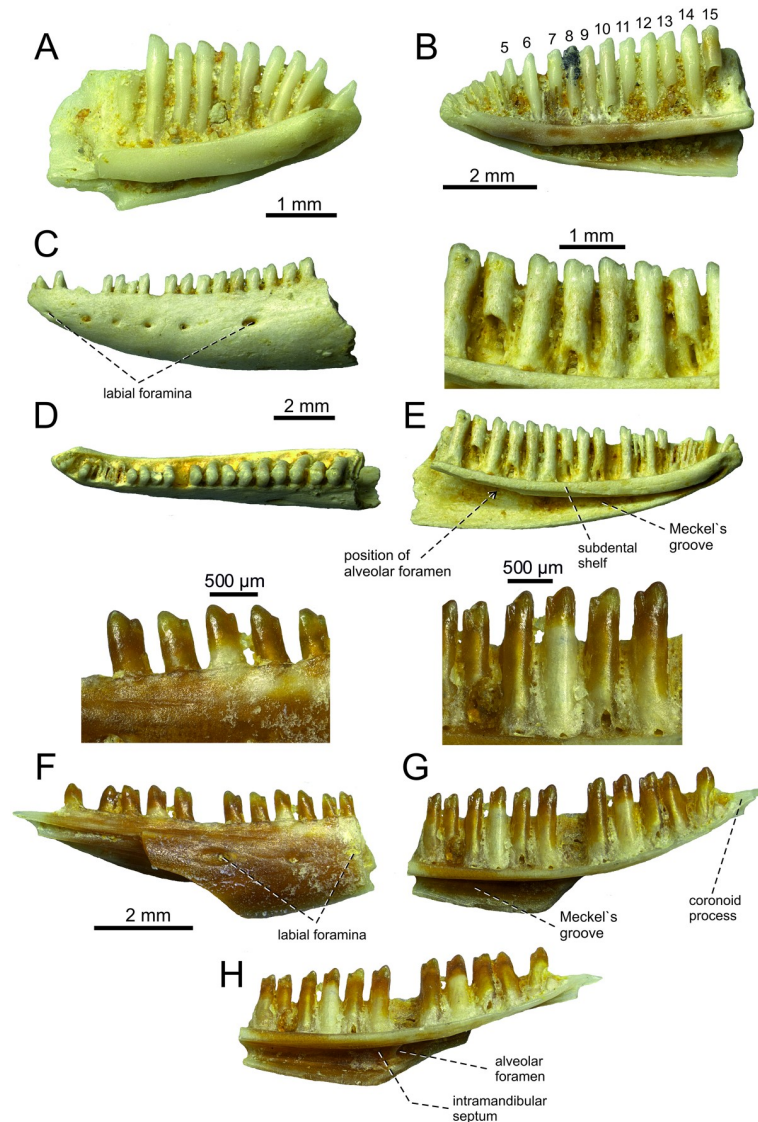 A
B
5 6 7 8 9 10 11 12 13 14 15
1 mm
2 mm
C
labial foramina
1 mm
D
2 mm
E
position of
alveolar foramen
subdental
shelf
Meckel`s
groove
500 µm
500 µm
F
2 mm
labial foramina
G
Meckel`s
groove
coronoid
process
H
alveolar
foramen
intramandibular
septum